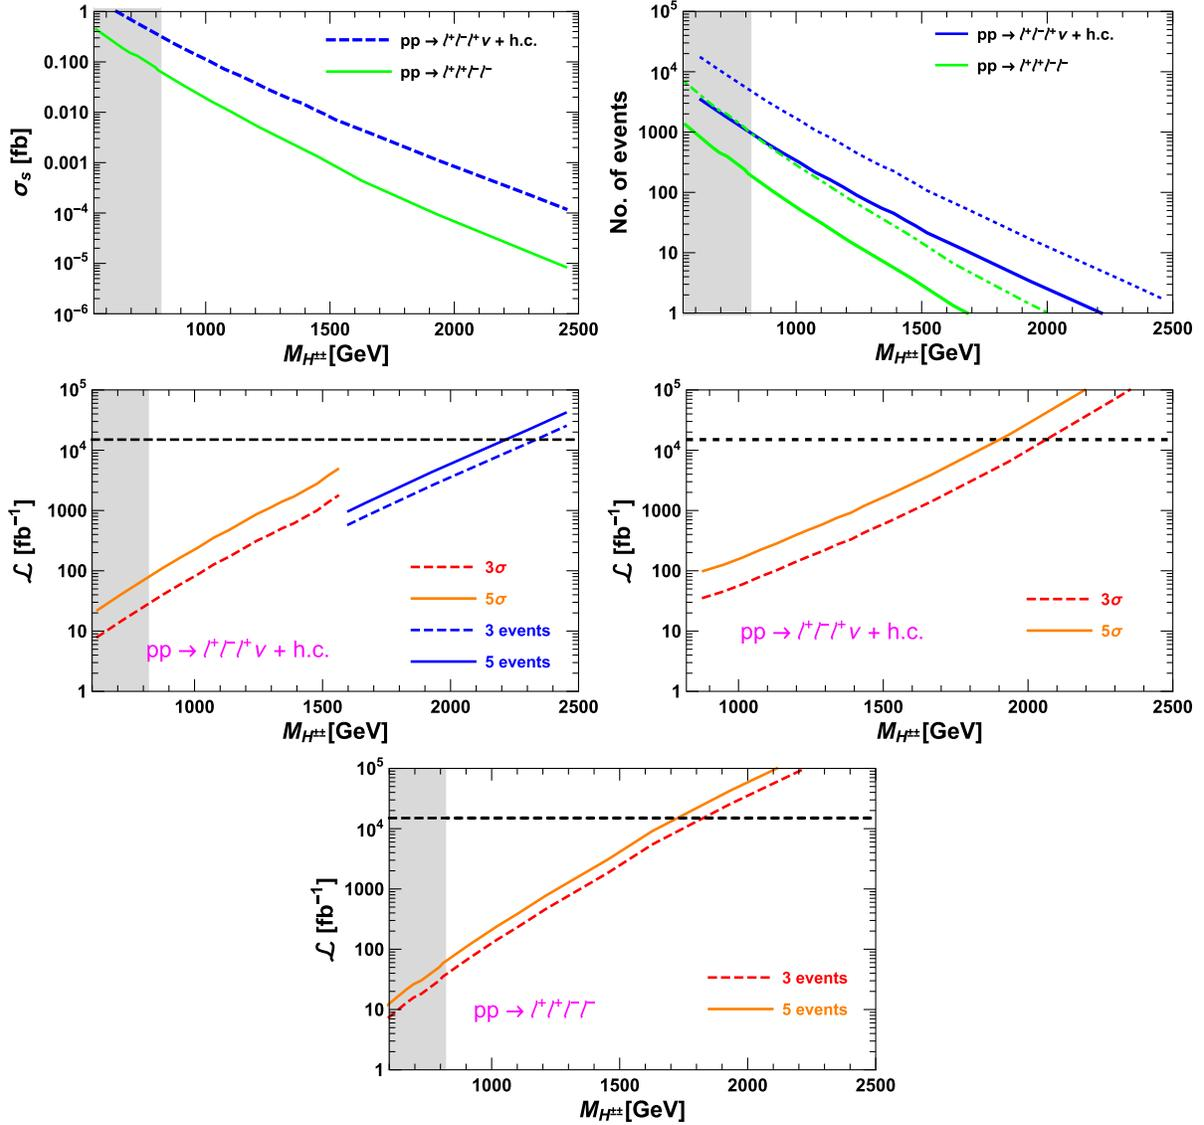 pp → l⁺l⁻l⁺ν + h.c.
pp → l⁺l⁺l⁻l⁻
σs [fb]
1
0.100
0.010
0.001
10⁻⁴
10⁻⁵
10⁻⁶
1000 1500 2000 2500
MH±± [GeV]
pp → l⁺l⁻l⁺ν + h.c.
pp → l⁺l⁺l⁻l⁻
No. of events
10⁵
10⁴
1000
100
10
1
1000 1500 2000 2500
MH±± [GeV]
ℒ [fb⁻¹]
10⁵
10⁴
1000
100
10
1
3σ
5σ
3 events
5 events
pp → l⁺l⁻l⁺ν + h.c.
1000 1500 2000 2500
MH±± [GeV]
ℒ [fb⁻¹]
10⁵
10⁴
1000
100
10
1
3σ
5σ
pp → l⁺l⁻l⁺ν + h.c.
1000 1500 2000 2500
MH±± [GeV]
ℒ [fb⁻¹]
10⁵
10⁴
1000
100
10
1
3 events
5 events
pp → l⁺l⁺l⁻l⁻
1000 1500 2000 2500
MH±± [GeV]